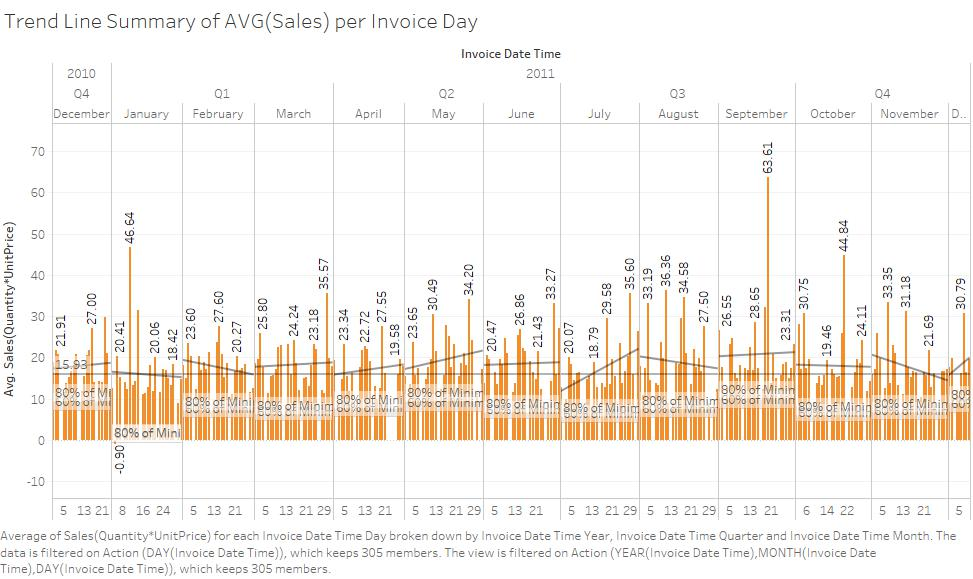 Trend Line Summary of AVG(Sales) per Invoice Day
Invoice Date Time
2010 2011
Q4 Q1 Q2 Q3 Q4
December January February March April May June July August September October November D..
Avg. Sales(Quantity*UnitPrice)
70
60
50
40
30
20
10
0
-10
21.91 15.93 27.00 20.41 46.64 20.06 18.42 23.60 27.60 20.27 25.80 24.24 23.18 35.57 23.34 22.72 27.55 19.58 23.65 30.49 34.20 20.47 26.86 21.43 33.27 20.07 18.79 29.58 35.60 33.19 36.36 34.58 27.50 26.55 28.65 63.61 23.31 30.75 19.46 44.84 24.11 33.35 31.18 21.69 30.79
-0.90
80% of Mini
5 13 21 8 16 24 5 13 21 5 13 21 29 5 13 21 5 13 21 29 5 13 21 5 13 21 29 5 13 21 29 5 13 21 6 14 22 5 13 21 5
Average of Sales(Quantity*UnitPrice) for each Invoice Date Time Day broken down by Invoice Date Time Year, Invoice Date Time Quarter and Invoice Date Time Month. The
data is filtered on Action (DAY(Invoice Date Time)), which keeps 305 members. The view is filtered on Action (YEAR(Invoice Date Time),MONTH(Invoice Date
Time),DAY(Invoice Date Time)), which keeps 305 members.